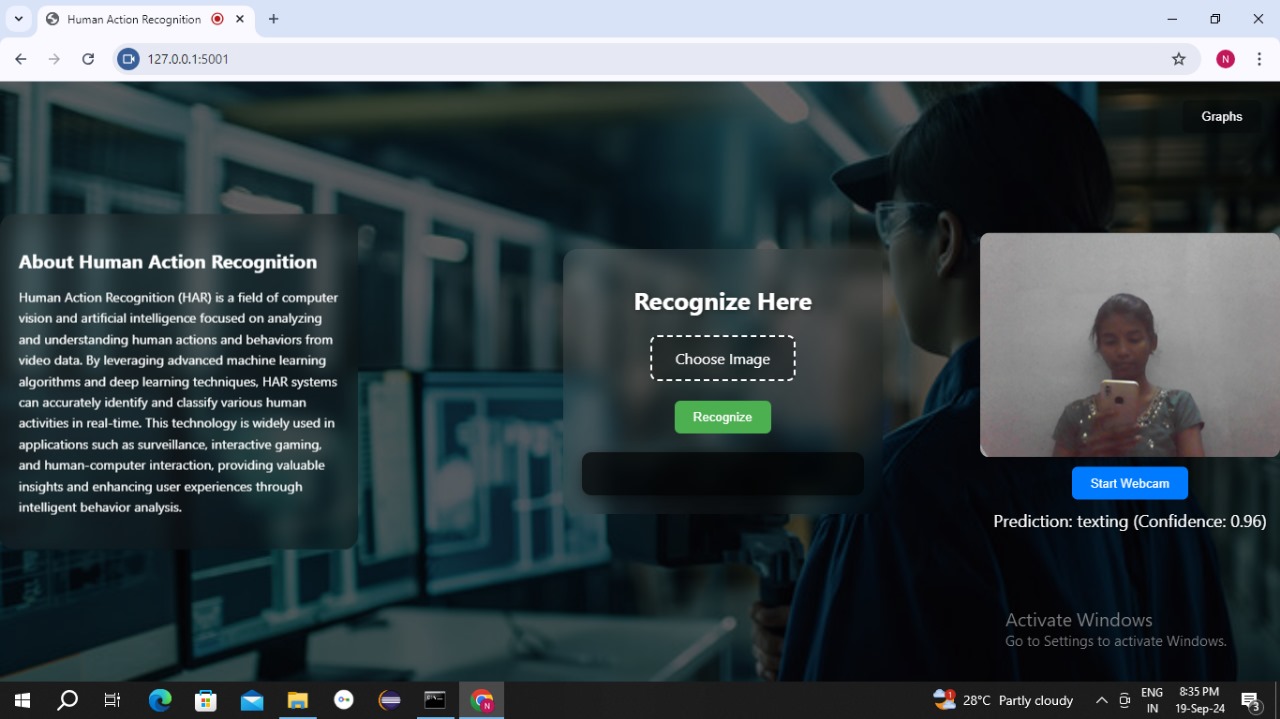 Human Action Recognition
127.0.0.1:5001
N
Graphs
About Human Action Recognition
Human Action Recognition (HAR) is a field of computer
vision and artificial intelligence focused on analyzing
and understanding human actions and behaviors from
video data. By leveraging advanced machine learning
algorithms and deep learning techniques, HAR systems
can accurately identify and classify various human
activities in real-time. This technology is widely used in
applications such as surveillance, interactive gaming,
and human-computer interaction, providing valuable
insights and enhancing user experiences through
intelligent behavior analysis.
Recognize Here
Choose Image
Recognize
Start Webcam
Prediction: texting (Confidence: 0.96)
Activate Windows
Go to Settings to activate Windows.
N
1
28°C Partly cloudy
ENG
IN
8:35 PM
19-Sep-24
3